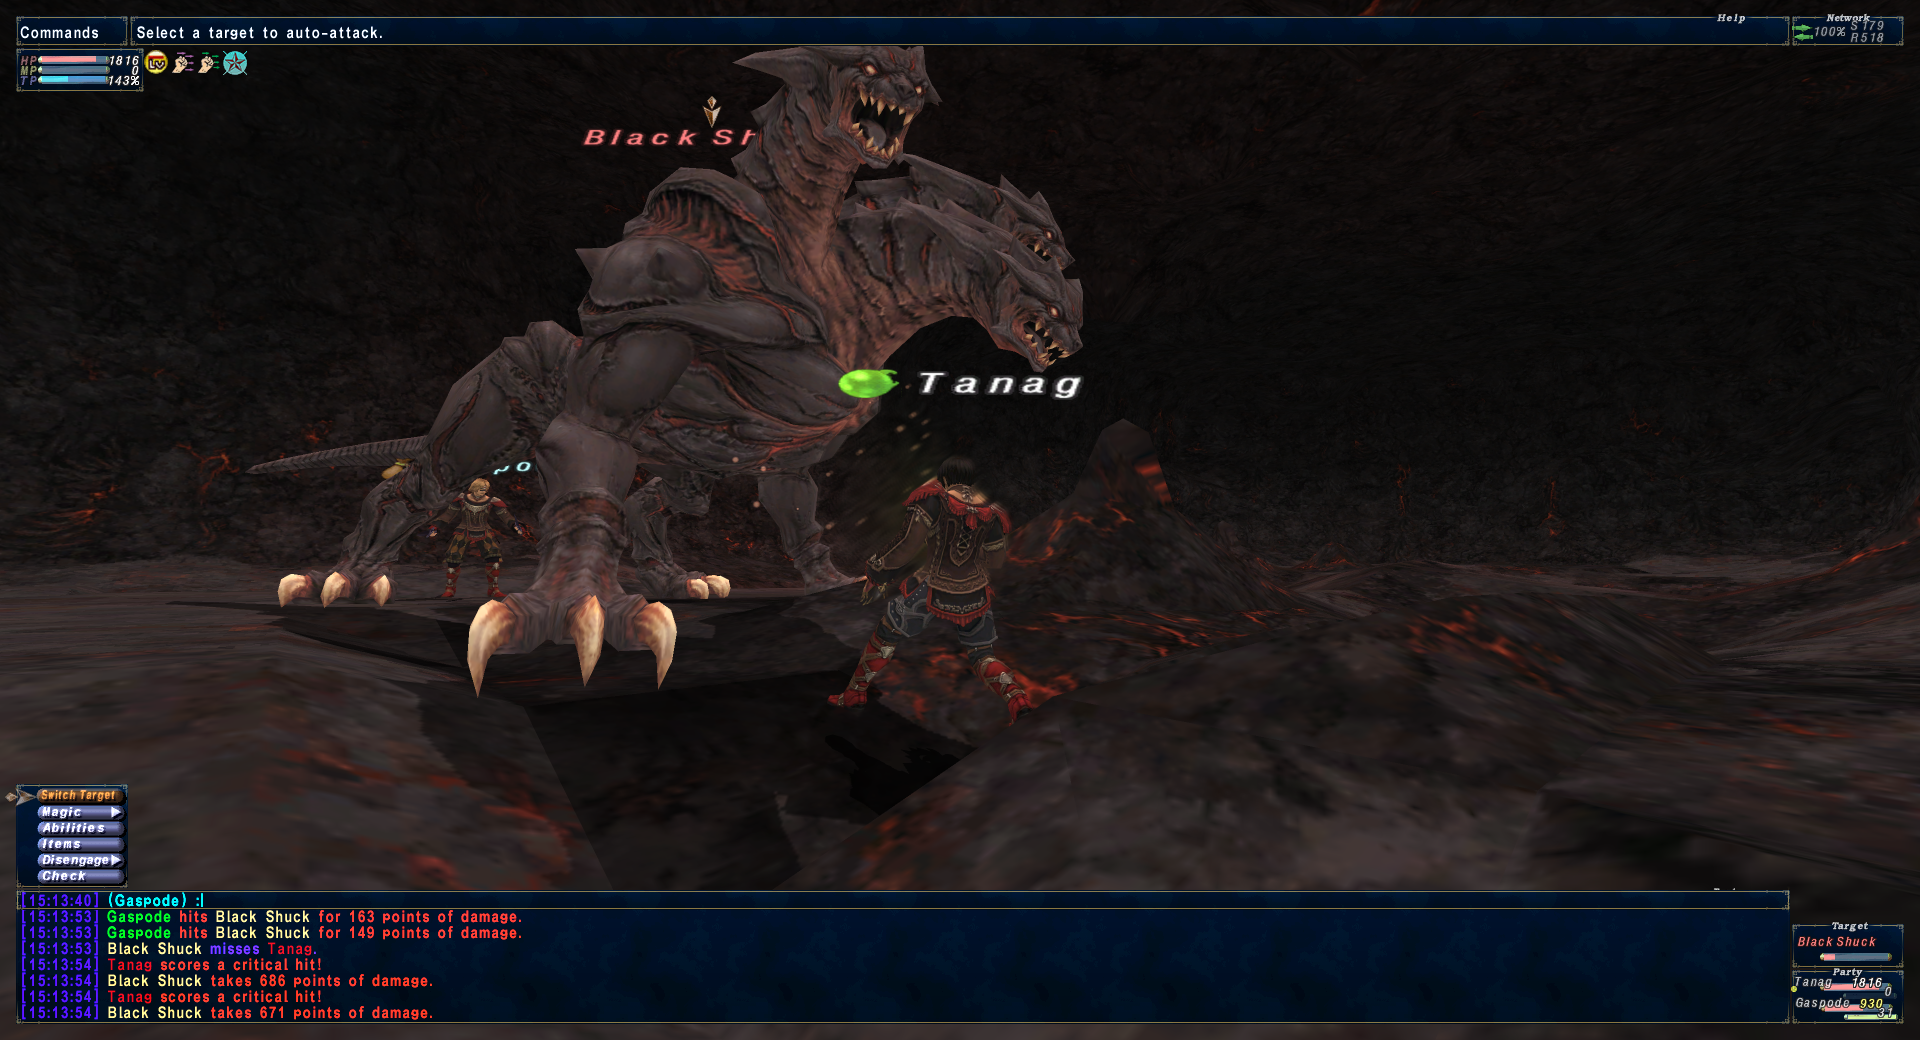 Help
Network
Commands
Select a target to auto-attack.
100%
S 179
R 518
HP 1816
MP 0
TP 143%
Black Sh
Tanag
Switch Target
Magic
Abilities
Items
Disengage
Check
[15:13:40] (Gaspode) :
[15:13:53] Gaspode hits Black Shuck for 163 points of damage.
[15:13:53] Gaspode hits Black Shuck for 149 points of damage.
[15:13:53] Black Shuck misses Tanag.
[15:13:54] Tanag scores a critical hit!
[15:13:54] Black Shuck takes 686 points of damage.
[15:13:54] Tanag scores a critical hit!
[15:13:54] Black Shuck takes 671 points of damage.
Target
Black Shuck
Party
Tanag 1816
0
Gaspode 930
31